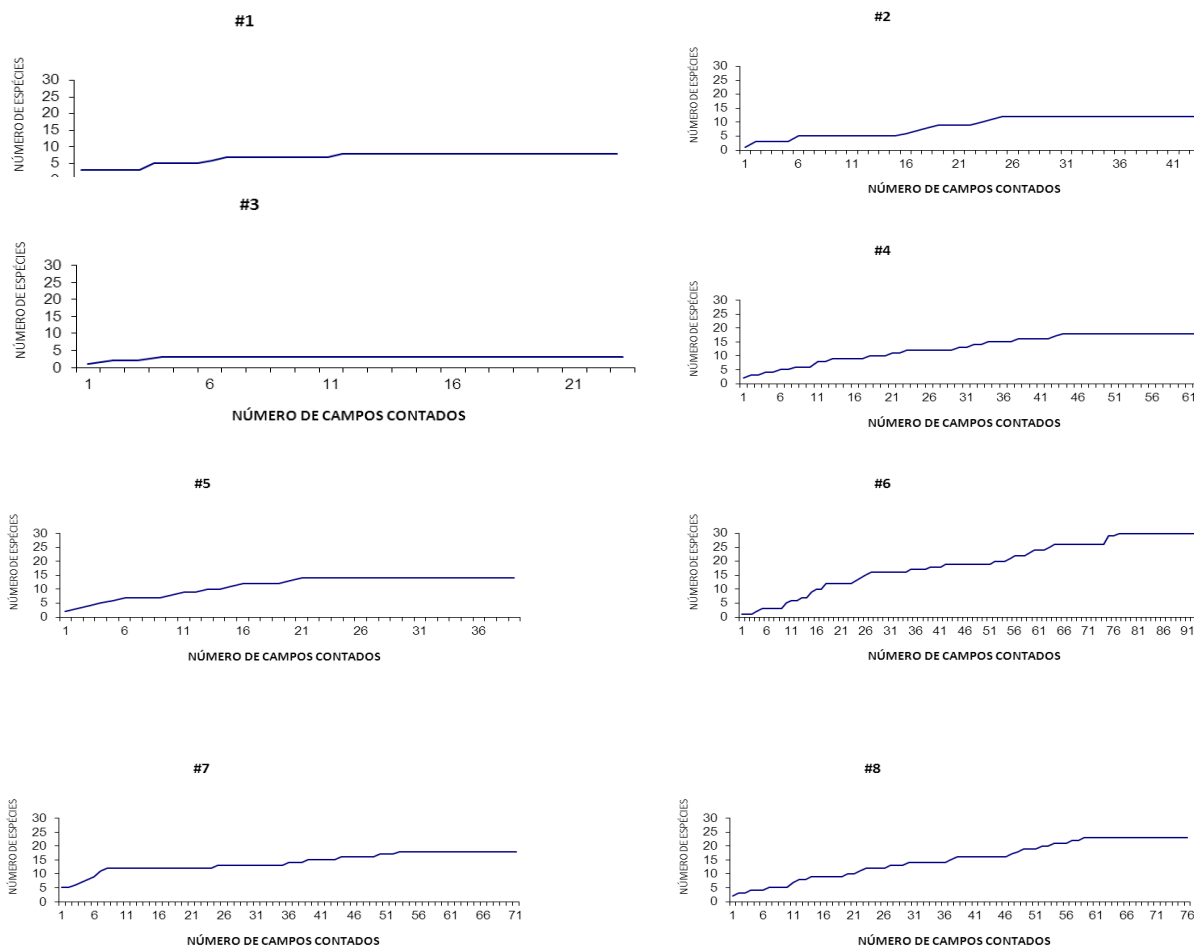 #1
NÚMERO DE ESPÉCIES
30
25
20
15
10
5
0
#2
NÚMERO DE ESPÉCIES
30
25
20
15
10
5
0
1 6 11 16 21 26 31 36 41
NÚMERO DE CAMPOS CONTADOS
#3
NÚMERO DE ESPÉCIES
30
25
20
15
10
5
0
1 6 11 16 21
NÚMERO DE CAMPOS CONTADOS
#4
NÚMERO DE ESPÉCIES
30
25
20
15
10
5
0
1 6 11 16 21 26 31 36 41 46 51 56 61
NÚMERO DE CAMPOS CONTADOS
#5
NÚMERO DE ESPÉCIES
30
25
20
15
10
5
0
1 6 11 16 21 26 31 36
NÚMERO DE CAMPOS CONTADOS
#6
NÚMERO DE ESPÉCIES
30
25
20
15
10
5
0
1 6 11 16 21 26 31 36 41 46 51 56 61 66 71 76 81 86 91
NÚMERO DE CAMPOS CONTADOS
#7
NÚMERO DE ESPÉCIES
30
25
20
15
10
5
0
1 6 11 16 21 26 31 36 41 46 51 56 61 66 71
NÚMERO DE CAMPOS CONTADOS
#8
NÚMERO DE ESPÉCIES
30
25
20
15
10
5
0
1 6 11 16 21 26 31 36 41 46 51 56 61 66 71 76
NÚMERO DE CAMPOS CONTADOS